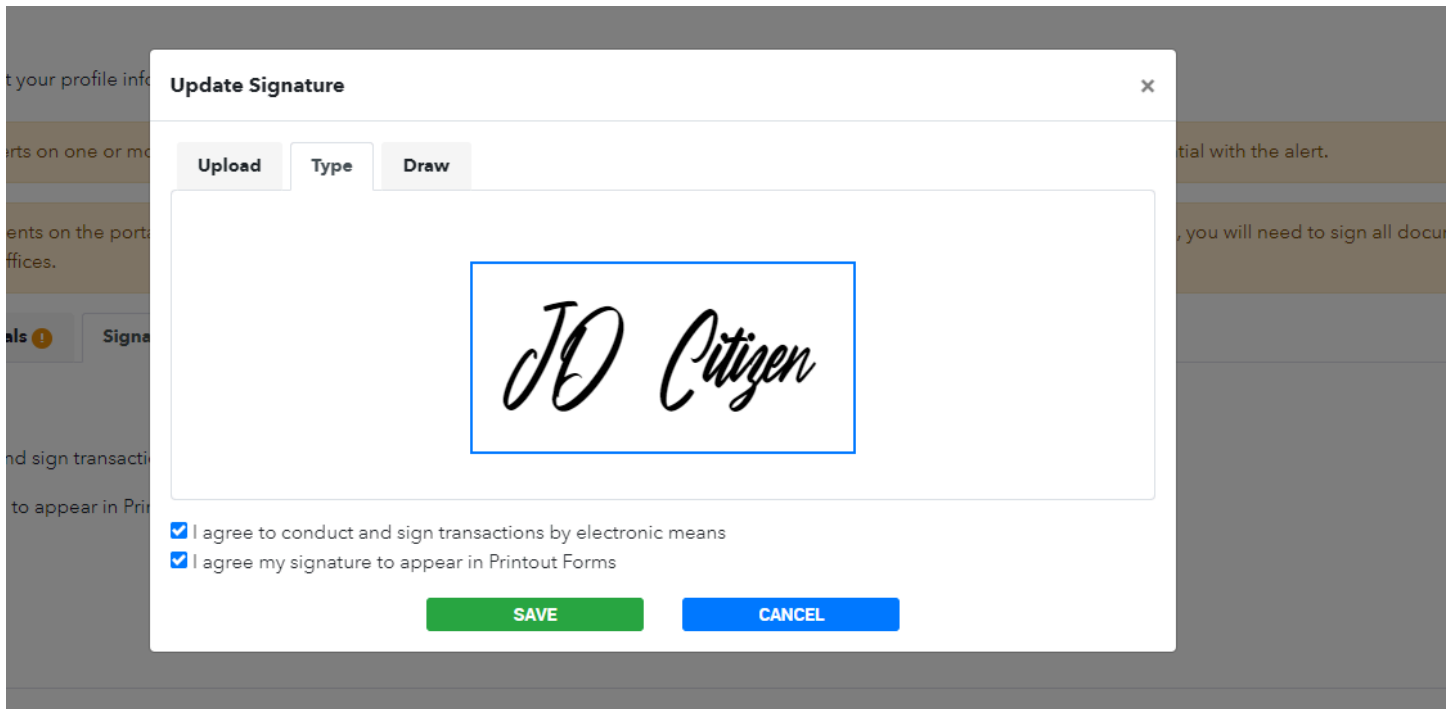 t your profile info
Update Signature
×
erts on one or mo
tial with the alert.
Upload Type Draw
ents on the porta
, you will need to sign all docu
ffices.
JD Citizen
als ! Signa
nd sign transacti
to appear in Prin
I agree to conduct and sign transactions by electronic means
I agree my signature to appear in Printout Forms
SAVE CANCEL